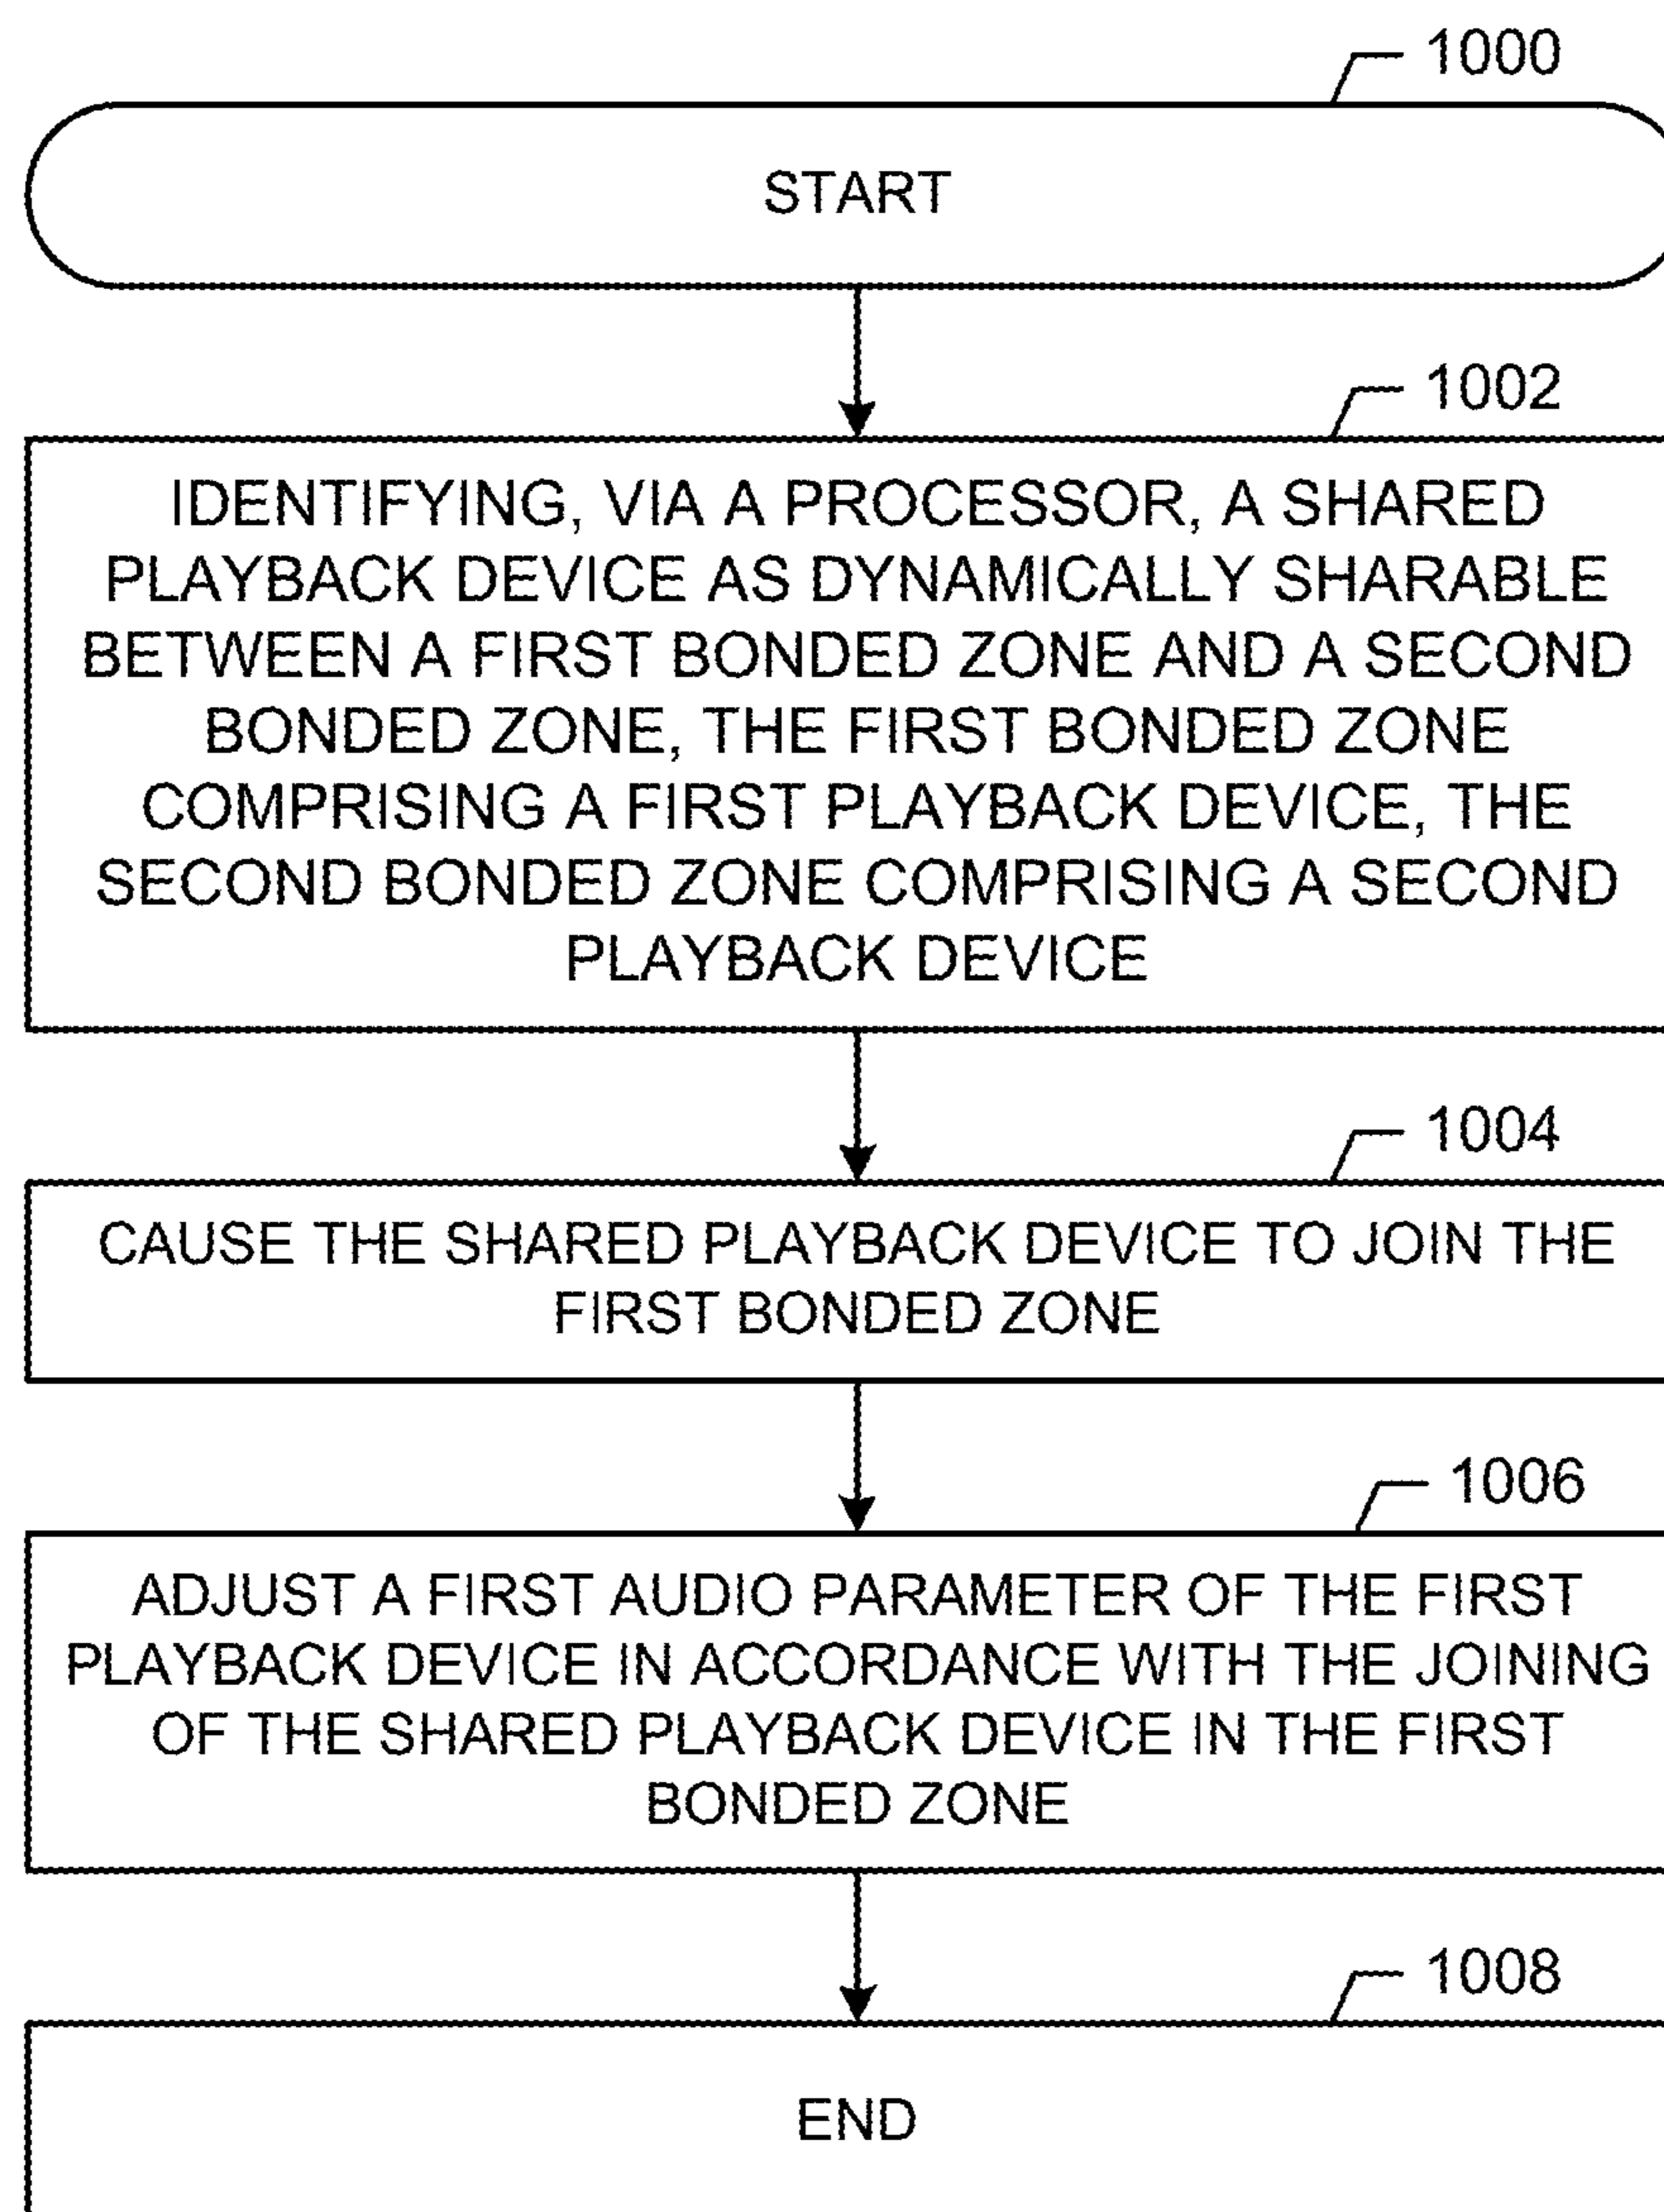 1000
START
1002
IDENTIFYING, VIA A PROCESSOR, A SHARED
PLAYBACK DEVICE AS DYNAMICALLY SHARABLE
BETWEEN A FIRST BONDED ZONE AND A SECOND
BONDED ZONE, THE FIRST BONDED ZONE
COMPRISING A FIRST PLAYBACK DEVICE, THE
SECOND BONDED ZONE COMPRISING A SECOND
PLAYBACK DEVICE
1004
CAUSE THE SHARED PLAYBACK DEVICE TO JOIN THE
FIRST BONDED ZONE
1006
ADJUST A FIRST AUDIO PARAMETER OF THE FIRST
PLAYBACK DEVICE IN ACCORDANCE WITH THE JOINING
OF THE SHARED PLAYBACK DEVICE IN THE FIRST
BONDED ZONE
1008
END